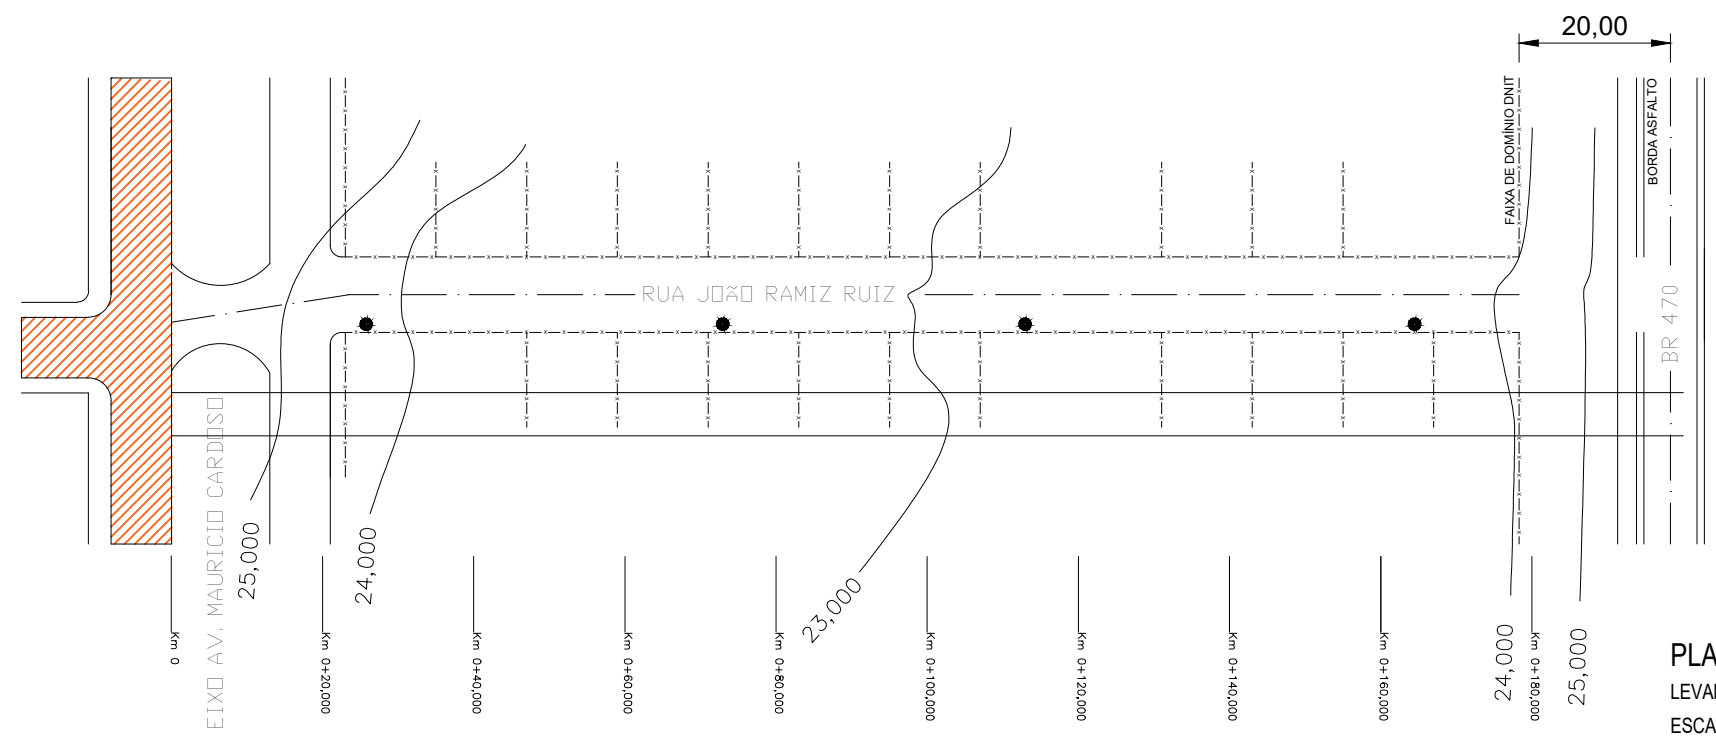 20,00
FAIXA DE DOMÍNIO DNIT
BORDA ASFALTO
RUA JOÃO RAMIZ RUIZ
BR 470
EIXO AV. MAURICIO CARDOSO
25,000
24,000
23,000
24,000
25,000
Km 0
Km 0+20,000
Km 0+40,000
Km 0+60,000
Km 0+80,000
Km 0+100,000
Km 0+120,000
Km 0+140,000
Km 0+160,000
Km 0+180,000
PLA
LEVA
ESCA